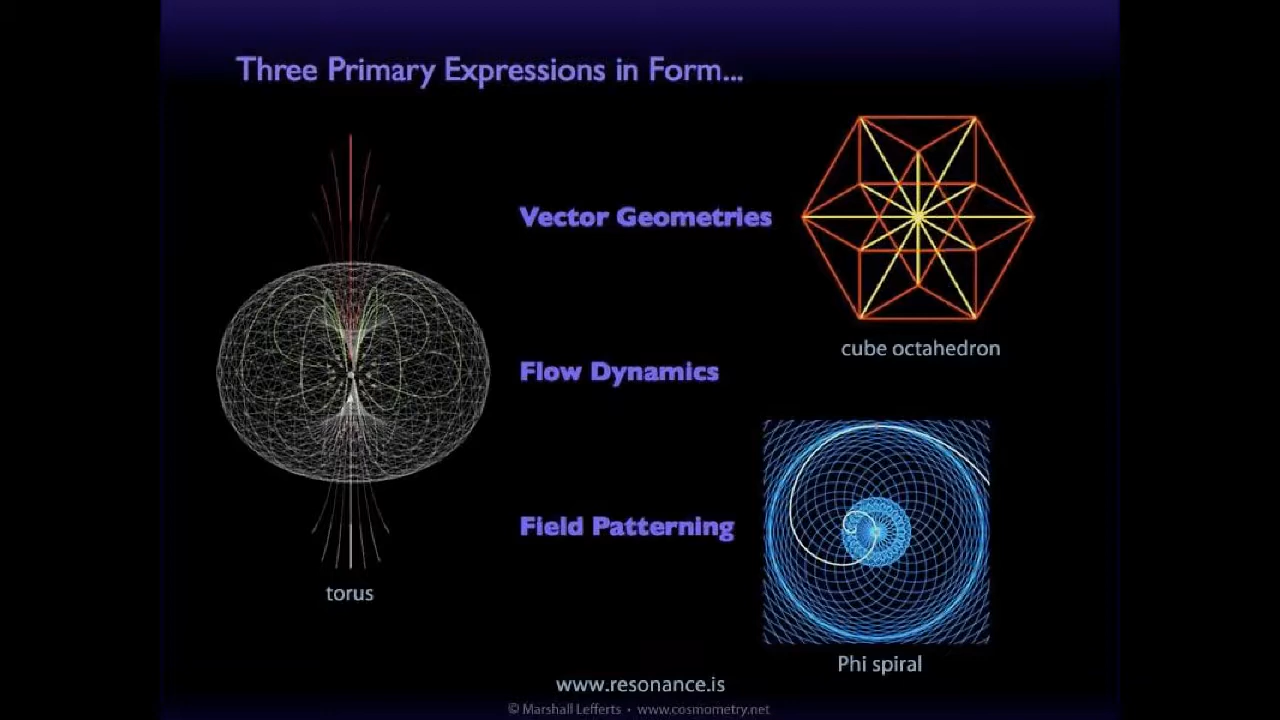 Three Primary Expressions in Form...
Vector Geometries
cube octahedron
Flow Dynamics
Field Patterning
torus
Phi spiral
www.resonance.is
© Marshall Lefferts • www.cosmometry.net